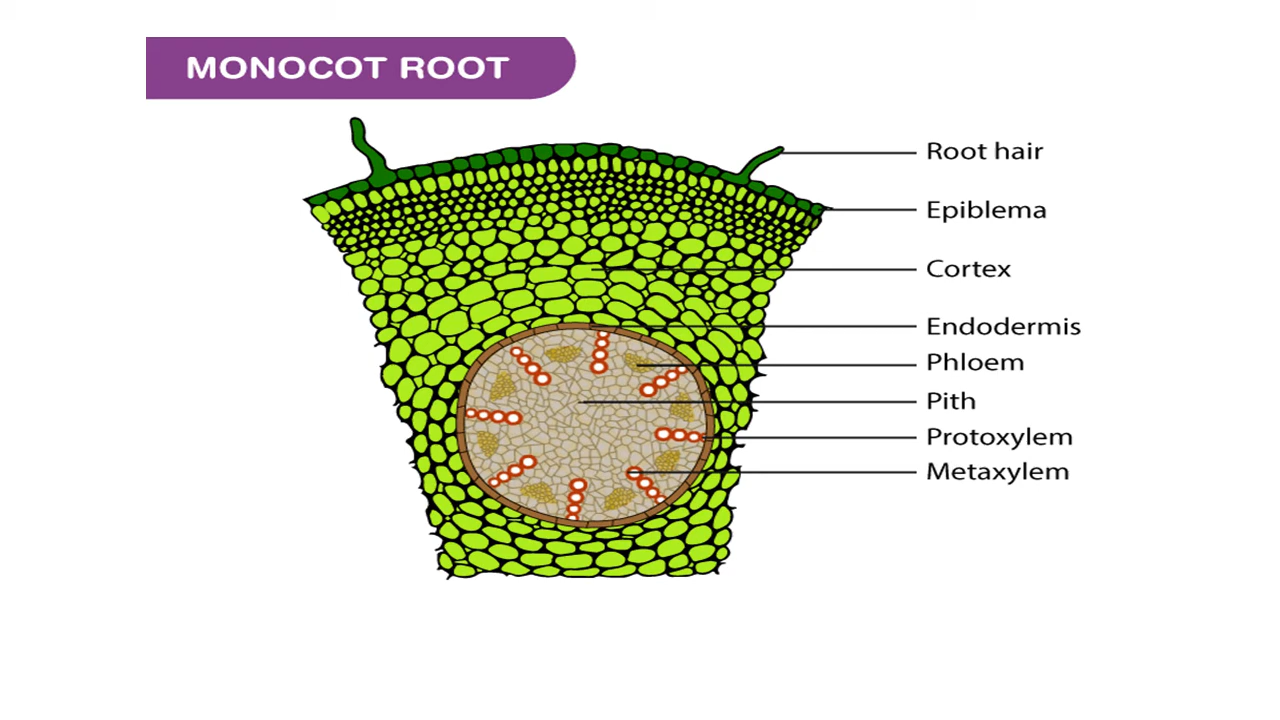 MONOCOT ROOT
Root hair
Epiblema
Cortex
Endodermis
Phloem
Pith
Protoxylem
Metaxylem